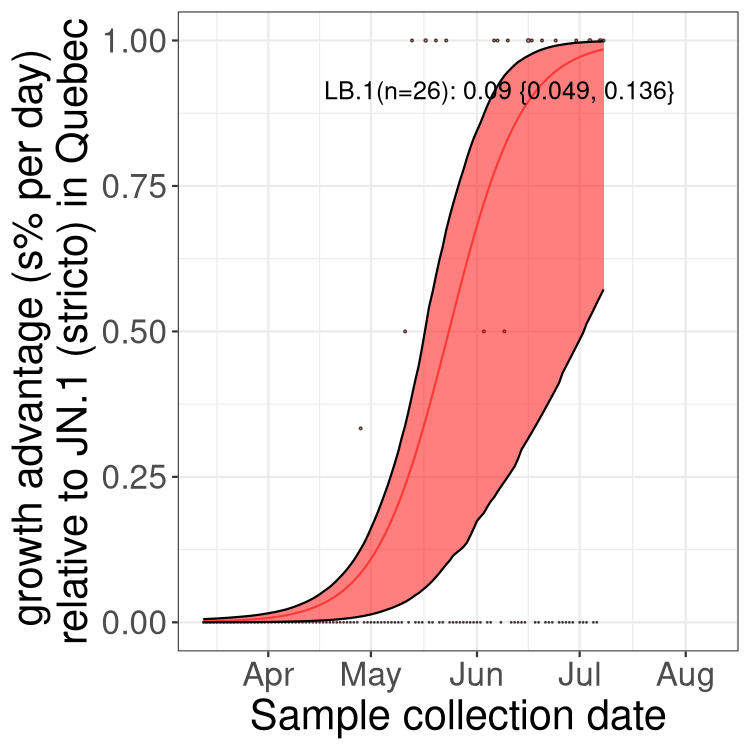 growth advantage (s% per day)
relative to JN.1 (stricto) in Quebec
1.00
0.75
0.50
0.25
0.00
LB.1(n=26): 0.09 {0.049, 0.136}
Apr May Jun Jul Aug
Sample collection date